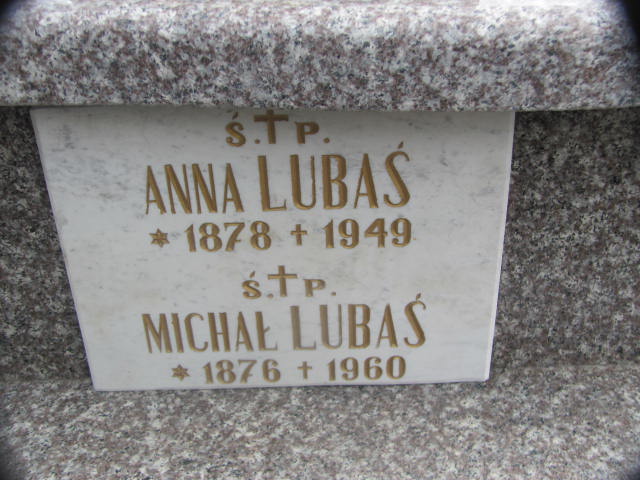 Ś.✝P.
ANNA LUBAŚ
* 1878 ✝ 1949
Ś.✝P.
MICHAŁ LUBAŚ
* 1876 ✝ 1960